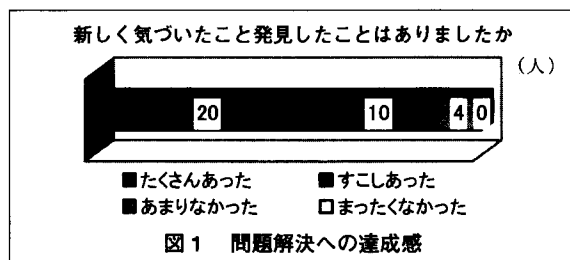 新しく気づいたこと発見したことはありましたか
(人)
20 10 4 0
■たくさんあった ■すこしあった
■あまりなかった □まったくなかった
図1 問題解決への達成感